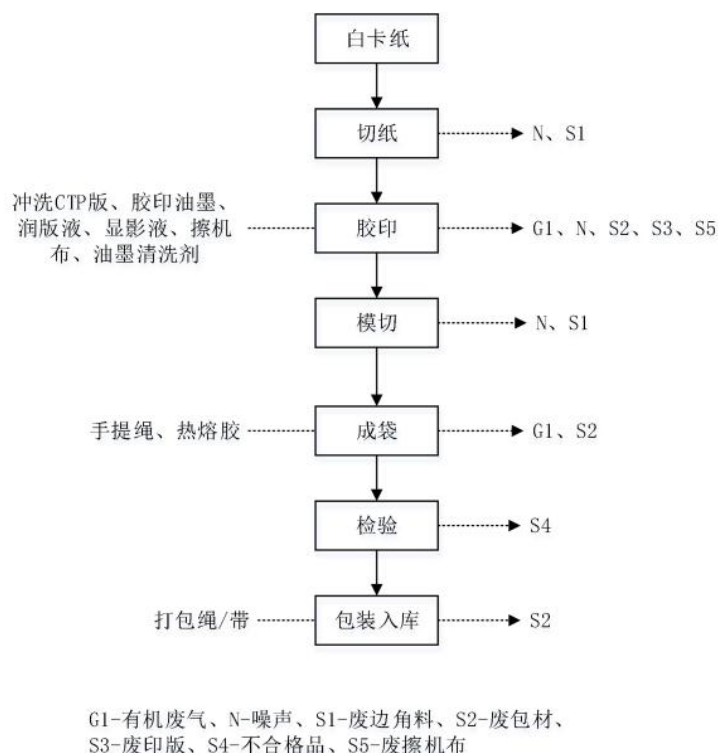 白卡纸
切纸
N、S1
冲洗CTP版、胶印油墨、
润版液、显影液、擦机
布、油墨清洗剂
胶印
G1、N、S2、S3、S5
模切
N、S1
手提绳、热熔胶
成袋
G1、S2
检验
S4
打包绳/带
包装入库
S2
G1-有机废气、N-噪声、S1-废边角料、S2-废包材、
S3-废印版、S4-不合格品、S5-废擦机布